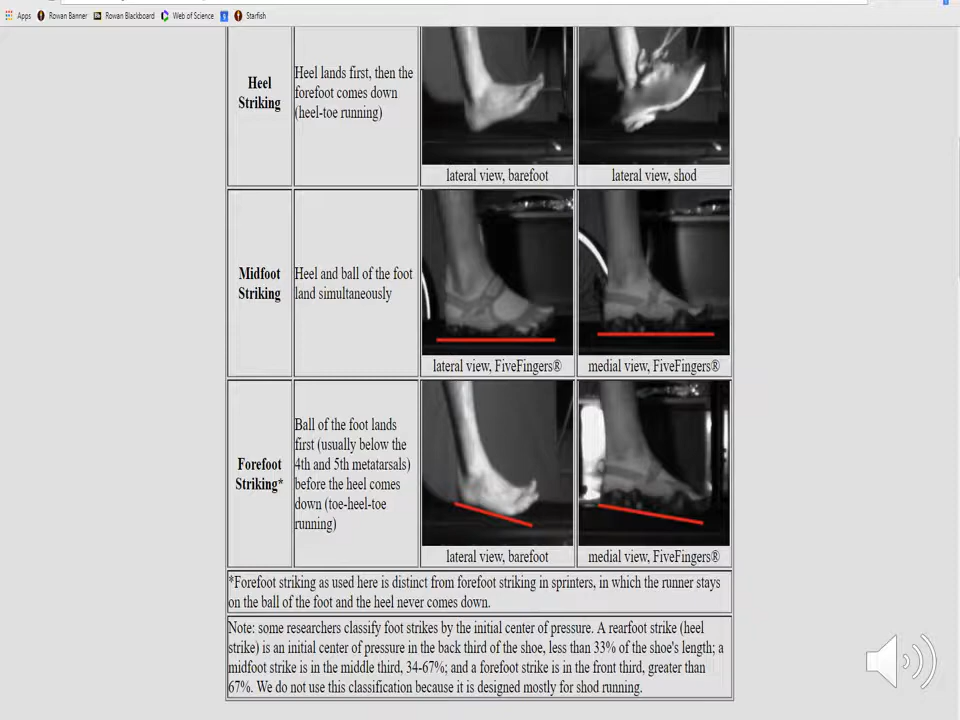 Apps Rowan Banner Rowan Blackboard Web of Science Starfish
Heel
Striking
Heel lands first, then the
forefoot comes down
(heel-toe running)
lateral view, barefoot
lateral view, shod
Midfoot
Striking
Heel and ball of the foot
land simultaneously
lateral view, FiveFingers®
medial view, FiveFingers®
Forefoot
Striking*
Ball of the foot lands
first (usually below the
4th and 5th metatarsals)
before the heel comes
down (toe-heel-toe
running)
lateral view, barefoot
medial view, FiveFingers®
*Forefoot striking as used here is distinct from forefoot striking in sprinters, in which the runner stays
on the ball of the foot and the heel never comes down.
Note: some researchers classify foot strikes by the initial center of pressure. A rearfoot strike (heel
strike) is an initial center of pressure in the back third of the shoe, less than 33% of the shoe's length; a
midfoot strike is in the middle third, 34-67%; and a forefoot strike is in the front third, greater than
67%. We do not use this classification because it is designed mostly for shod running.